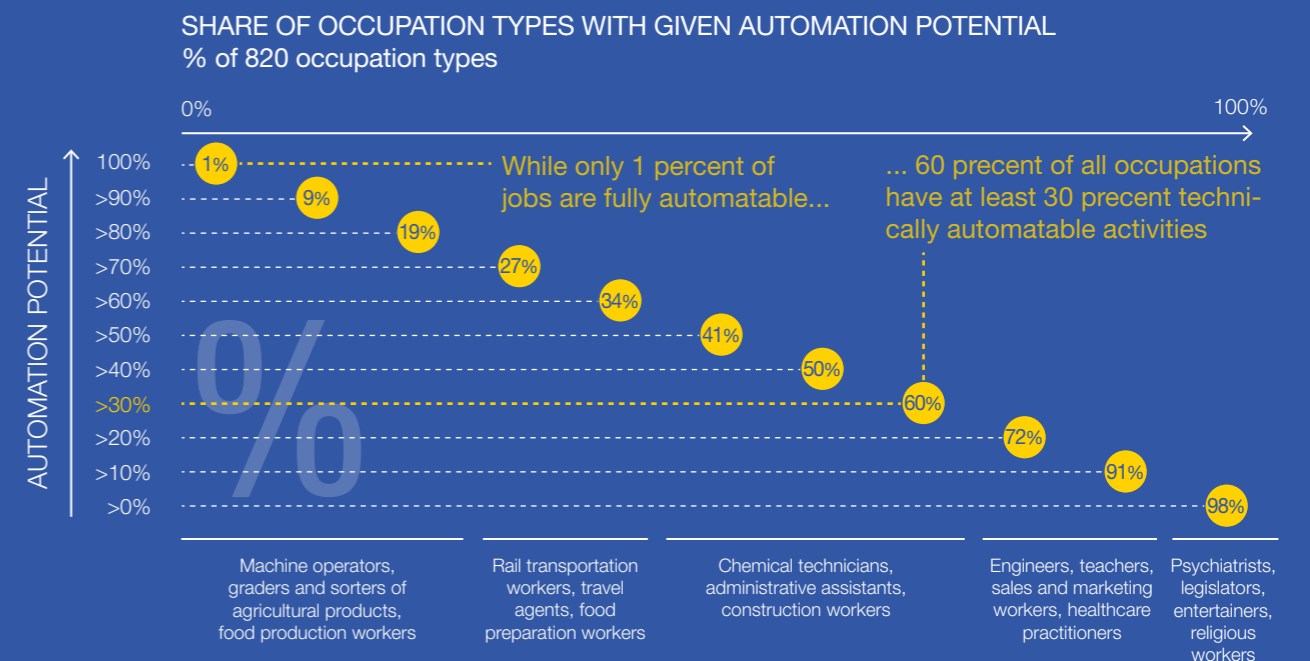 SHARE OF OCCUPATION TYPES WITH GIVEN AUTOMATION POTENTIAL
% of 820 occupation types
0%
100%
AUTOMATION POTENTIAL
100%
1%
While only 1 percent of
jobs are fully automatable...
... 60 precent of all occupations
have at least 30 precent techni-
cally automatable activities
>90%
9%
>80%
19%
>70%
27%
>60%
34%
>50%
41%
>40%
50%
>30%
60%
>20%
72%
>10%
91%
>0%
98%
%
Machine operators,
graders and sorters of
agricultural products,
food production workers
Rail transportation
workers, travel
agents, food
preparation workers
Chemical technicians,
administrative assistants,
construction workers
Engineers, teachers,
sales and marketing
workers, healthcare
practitioners
Psychiatrists,
legislators,
entertainers,
religious
workers